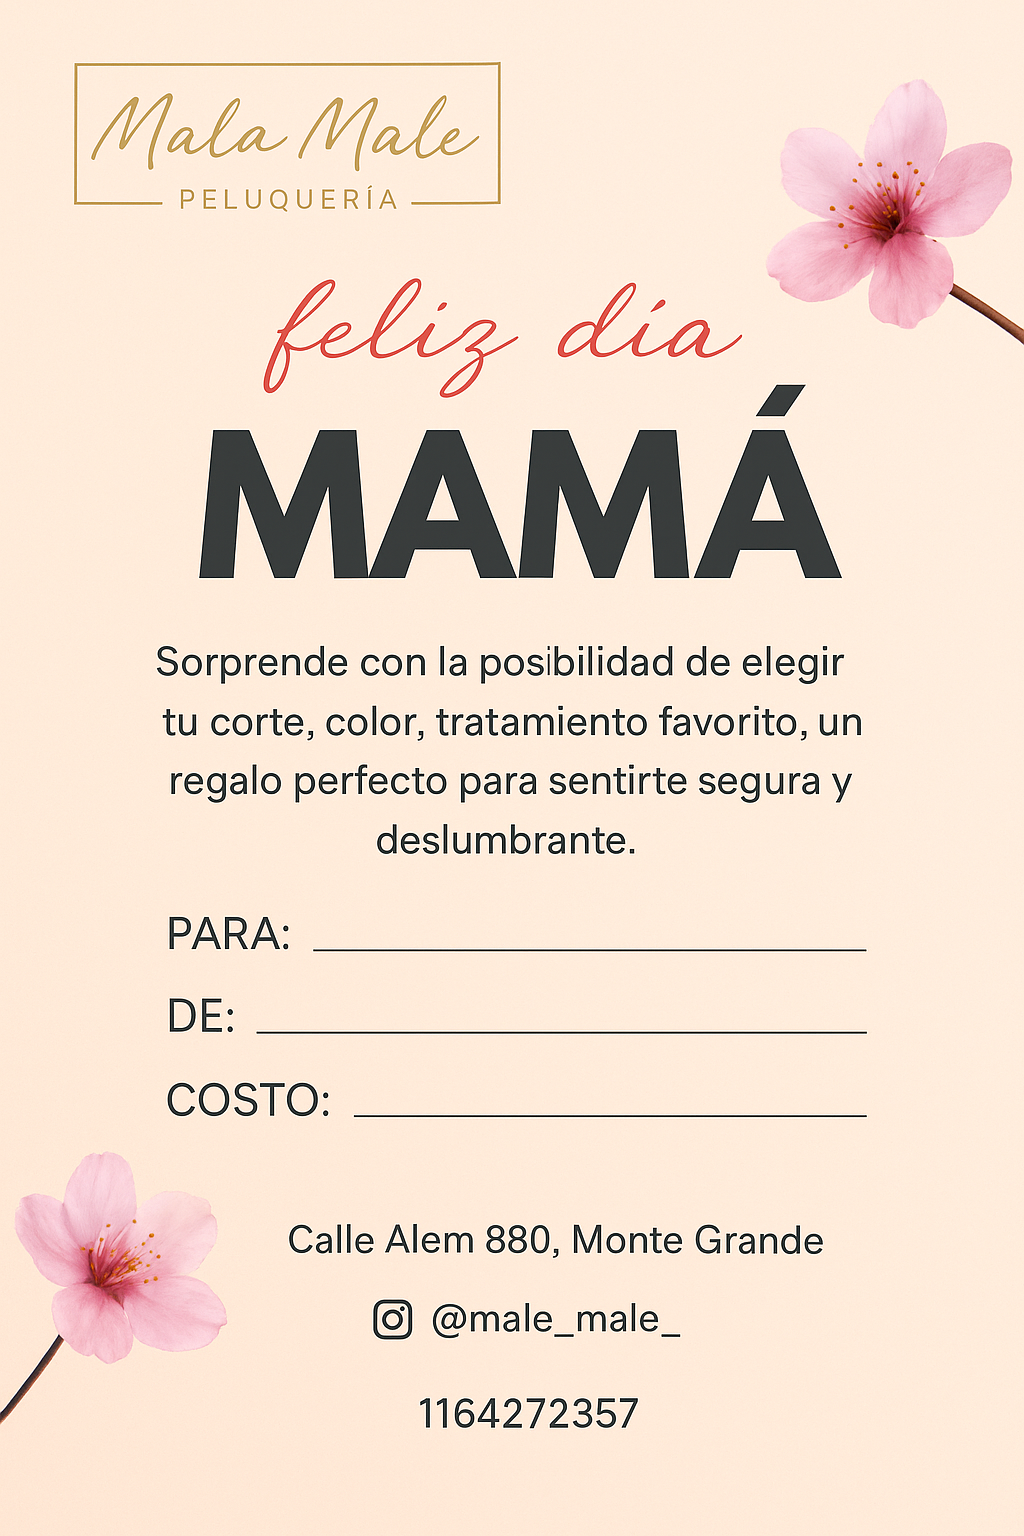 Mala Male
PELUQUERÍA
feliz día
MAMÁ
Sorprende con la posibilidad de elegir
tu corte, color, tratamiento favorito, un
regalo perfecto para sentirte segura y
deslumbrante.
PARA:
DE:
COSTO:
Calle Alem 880, Monte Grande
@male_male_
1164272357